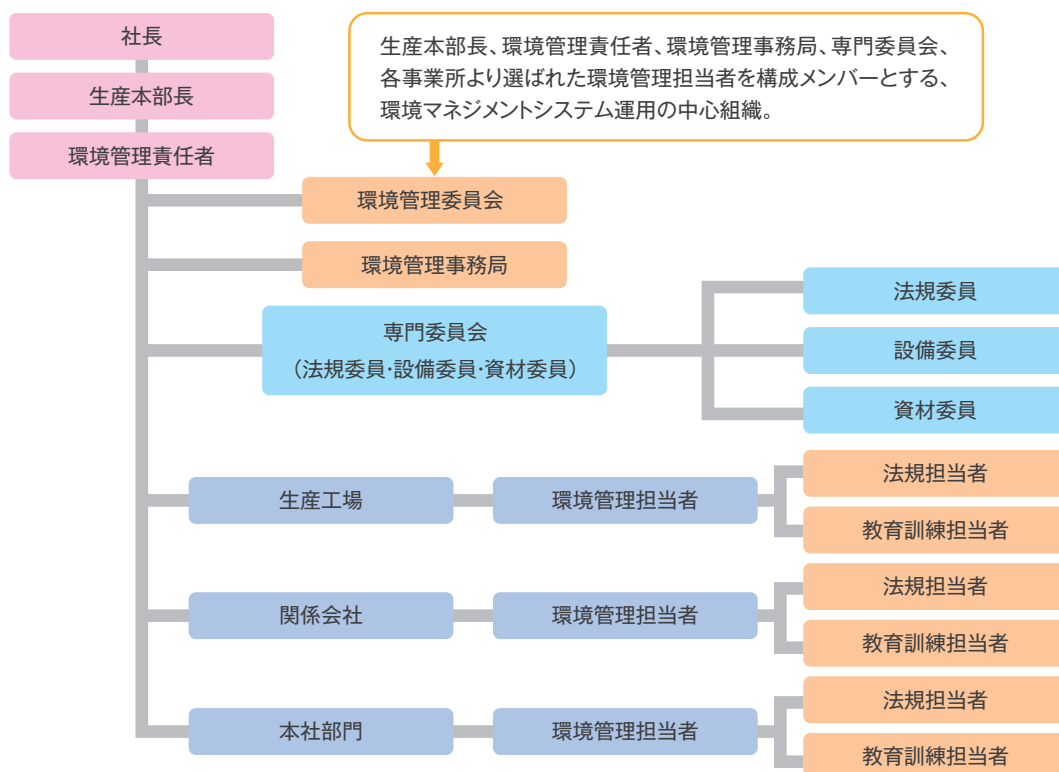 社長
生産本部長
環境管理責任者
生産本部長、環境管理責任者、環境管理事務局、専門委員会、
各事業所より選ばれた環境管理担当者を構成メンバーとする、
環境マネジメントシステム運用の中心組織。
環境管理委員会
環境管理事務局
専門委員会
（法規委員・設備委員・資材委員）
法規委員
設備委員
資材委員
生産工場
環境管理担当者
法規担当者
教育訓練担当者
関係会社
環境管理担当者
法規担当者
教育訓練担当者
本社部門
環境管理担当者
法規担当者
教育訓練担当者